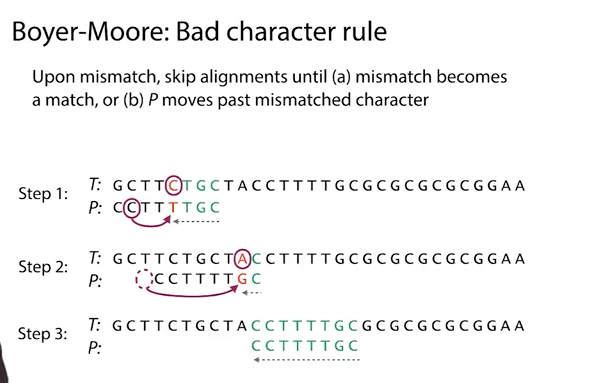 Boyer-Moore: Bad character rule
Upon mismatch, skip alignments until (a) mismatch becomes
a match, or (b) P moves past mismatched character
Step 1:
T: G C T T C T G C T A C C T T T T G C G C G C G C G C G G A A
P: C C T T T T G C
Step 2:
T: G C T T C T G C T A C C T T T T G C G C G C G C G C G G A A
P: C C T T T T G C
Step 3:
T: G C T T C T G C T A C C T T T T G C G C G C G C G C G G A A
P: C C T T T T G C